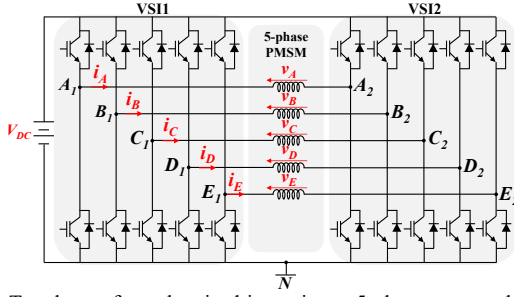 VSI1
VSI2
5-phase
PMSM
i_A
v_A
A_1
A_2
i_B
v_B
B_1
B_2
V_DC
i_C
v_C
C_1
C_2
i_D
v_D
D_1
D_2
i_E
v_E
E_1
E_2
N